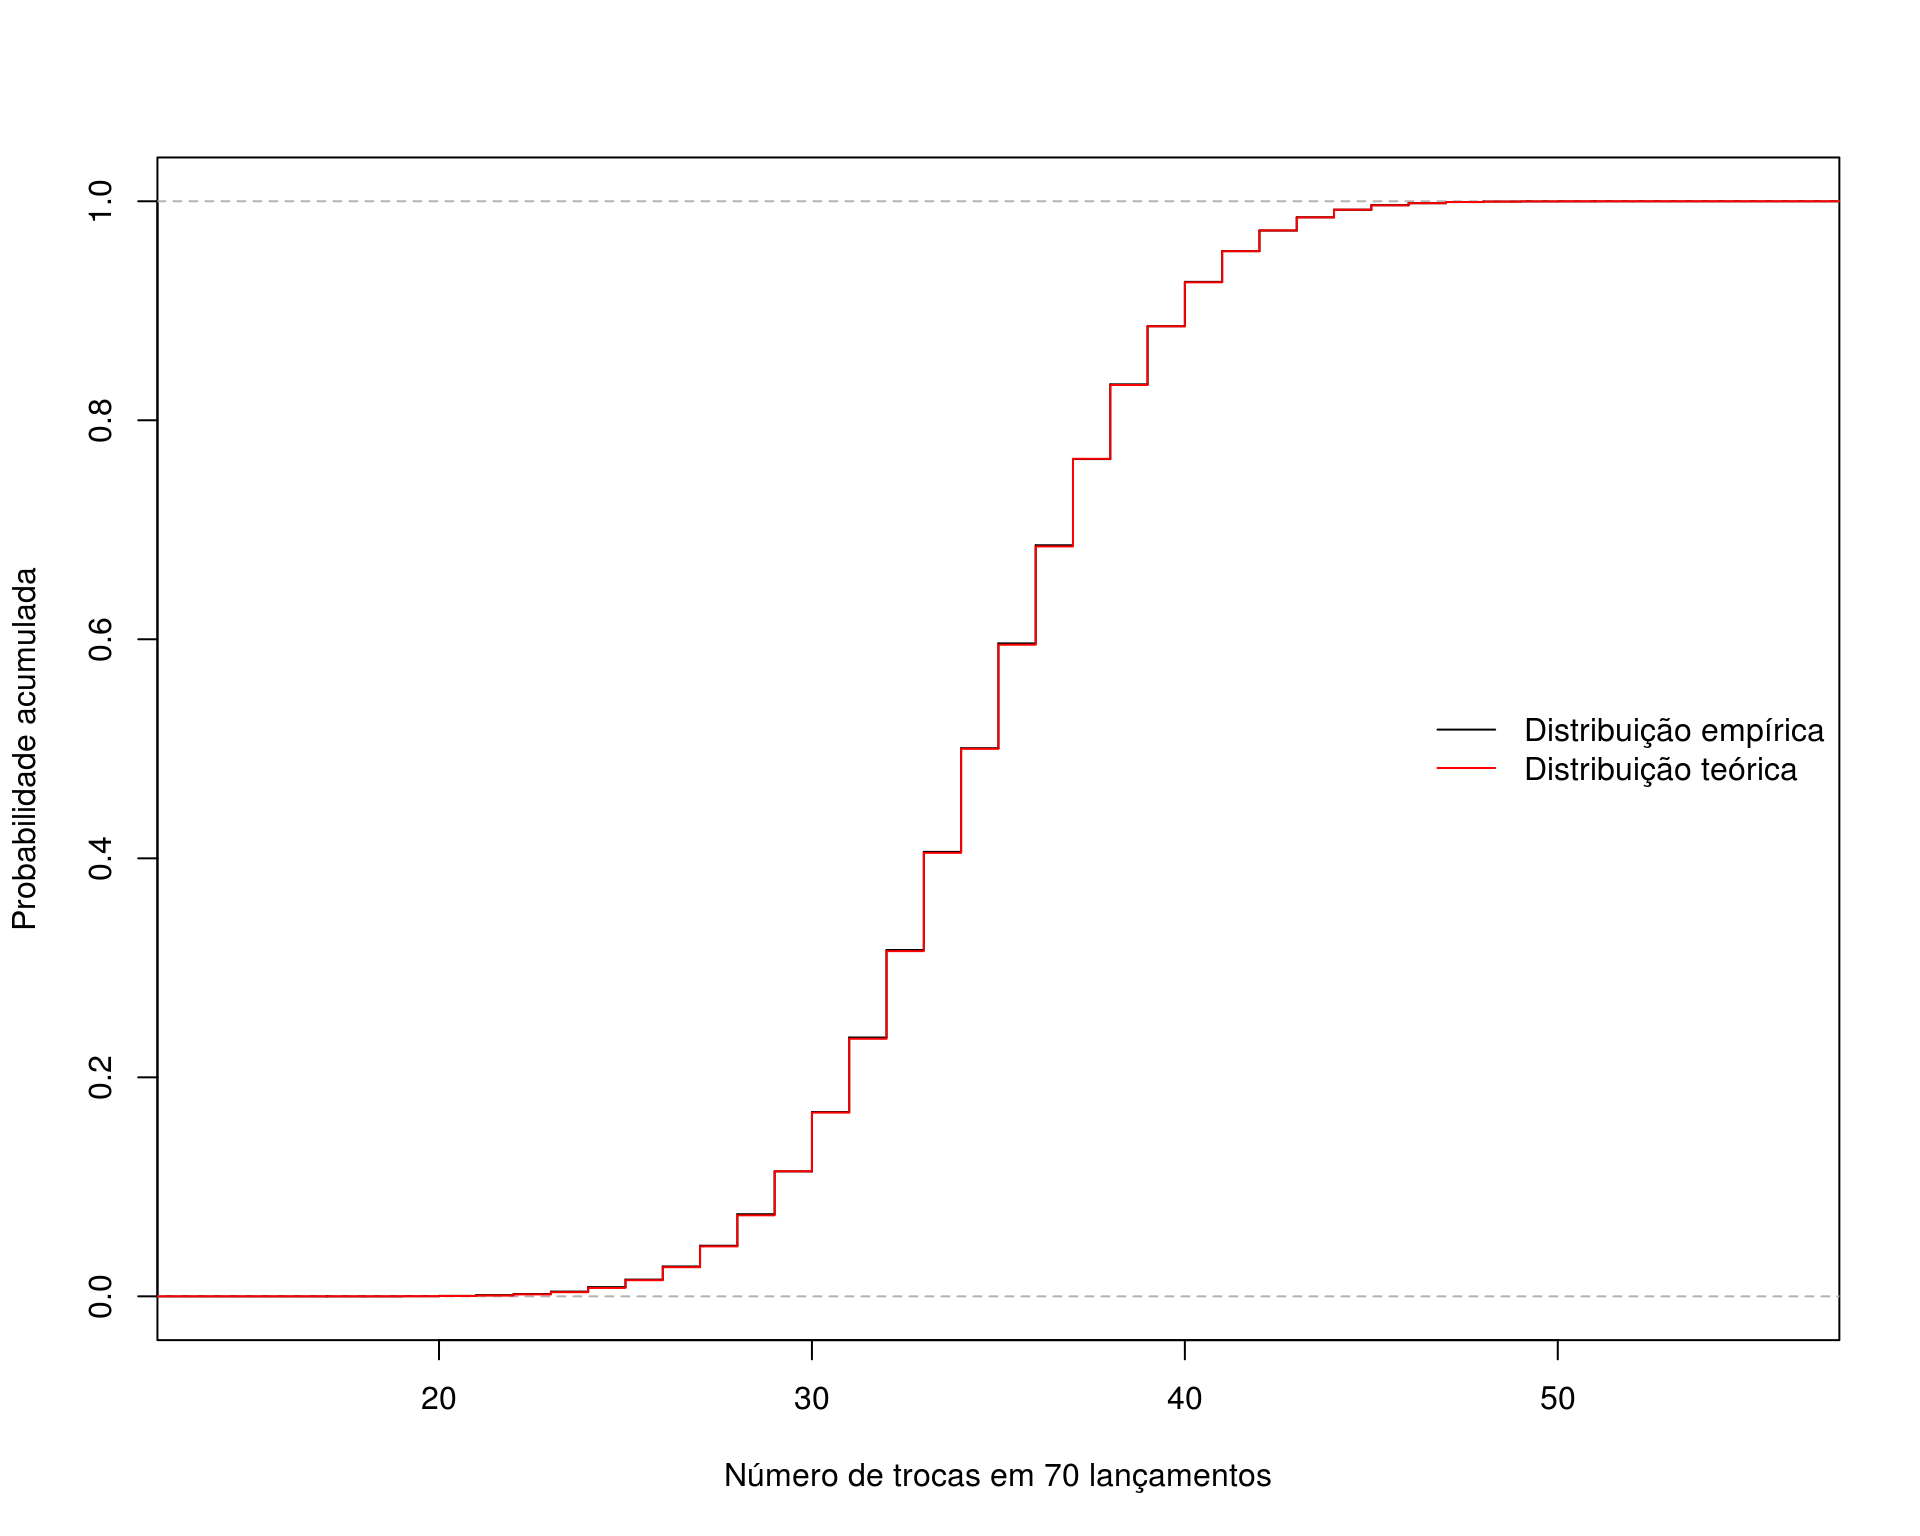 1.0
0.8
0.6
0.4
0.2
0.0
Probabilidade acumulada
Distribuição empírica
Distribuição teórica
20 30 40 50
Número de trocas em 70 lançamentos